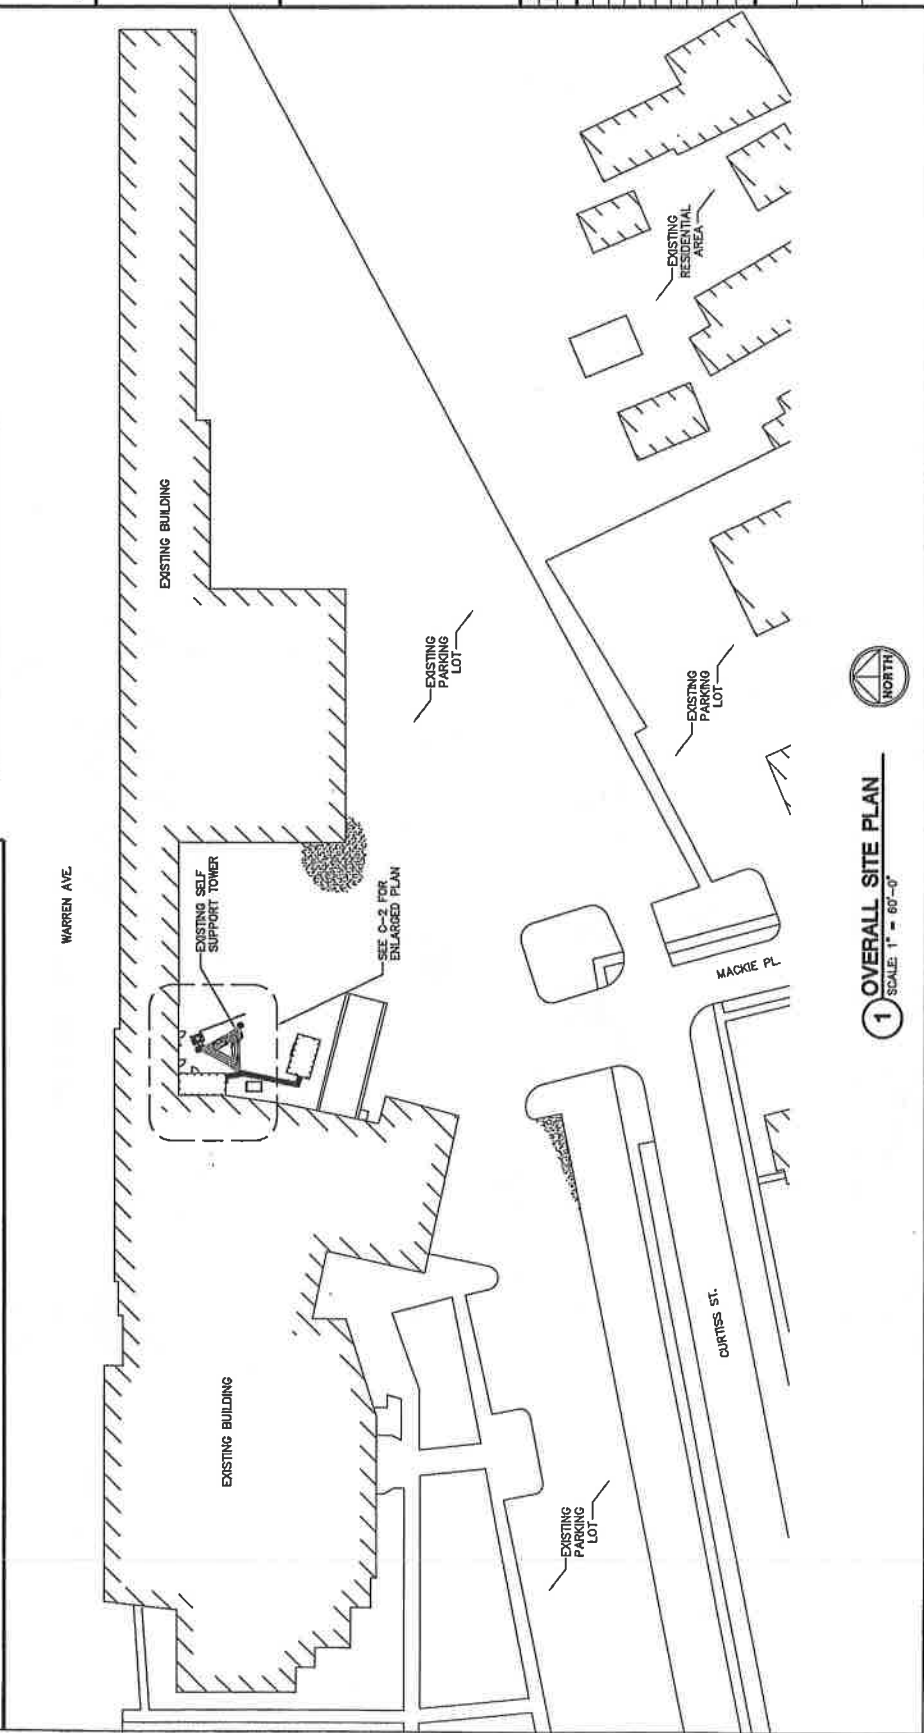 WARREN AVE.
EXISTING BUILDING
EXISTING SELF
SUPPORT TOWER
SEE C-2 FOR
ENLARGED PLAN
EXISTING BUILDING
EXISTING
PARKING
LOT
EXISTING
RESIDENTIAL
AREA
EXISTING
PARKING
LOT
MACKIE PL.
CURTISS ST.
EXISTING
PARKING
LOT
1
OVERALL SITE PLAN
SCALE: 1" = 60'-0"
NORTH